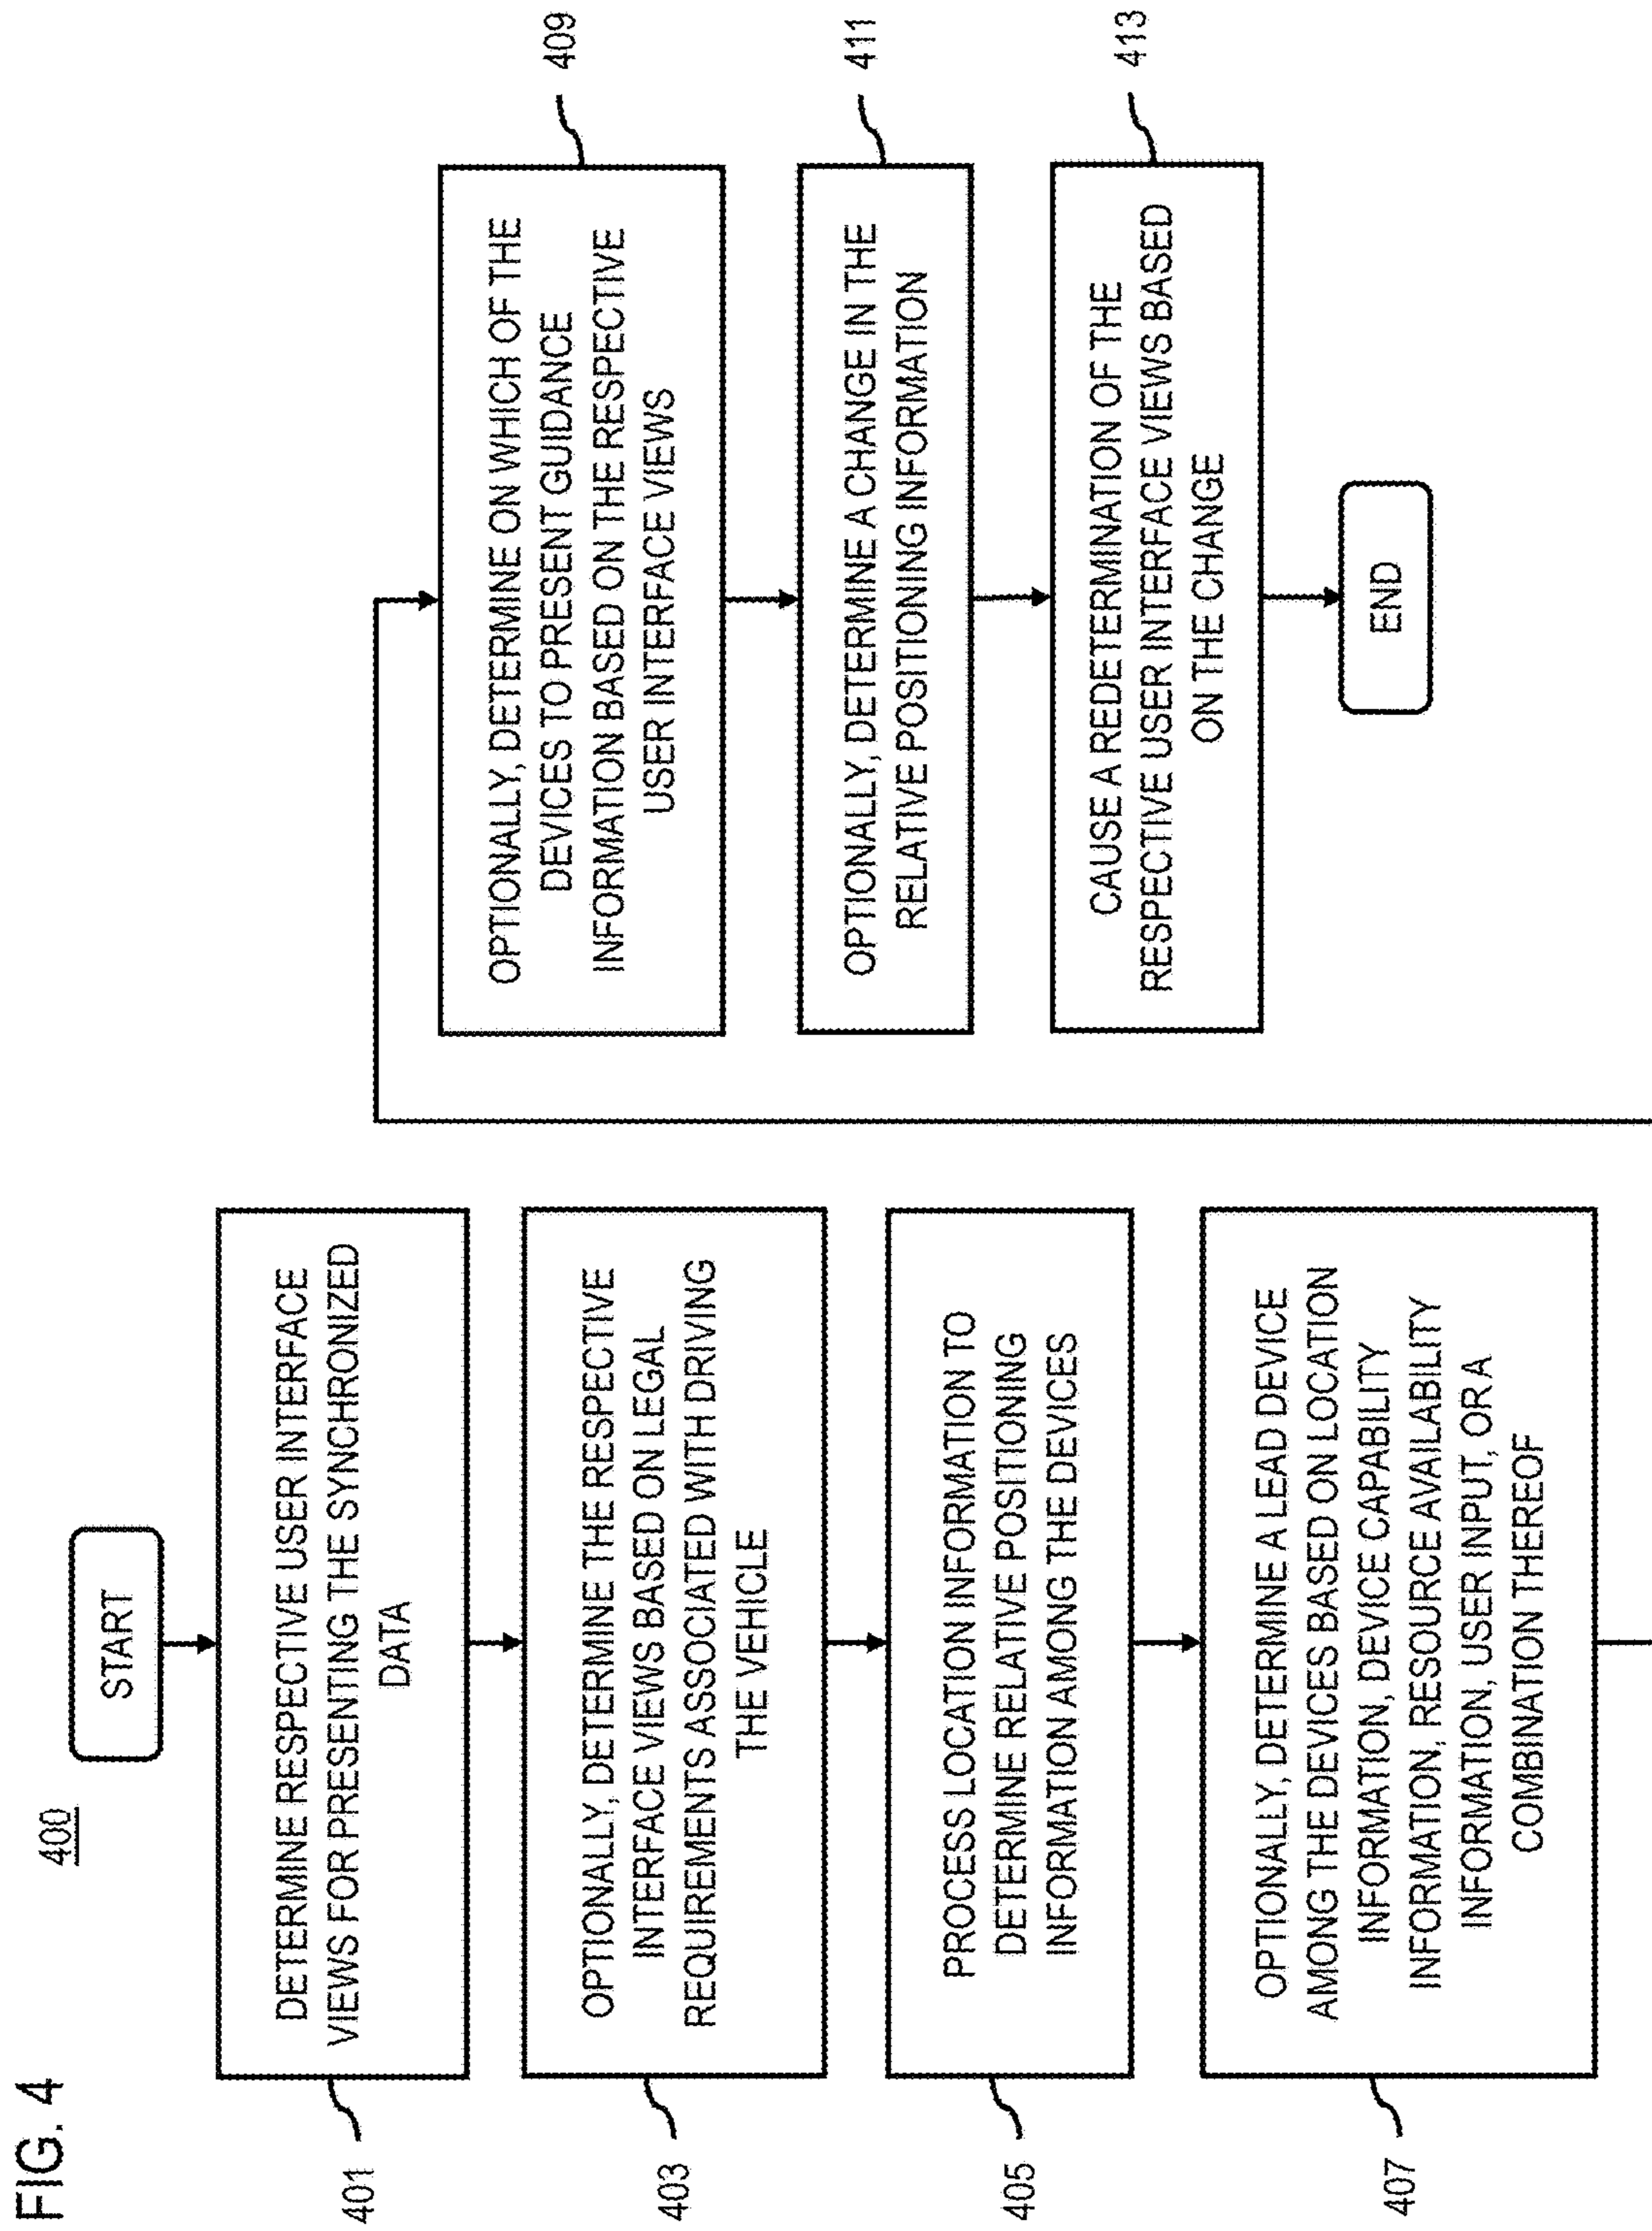 FIG. 4
400
START
DETERMINE RESPECTIVE USER INTERFACE
VIEWS FOR PRESENTING THE SYNCHRONIZED
DATA
401
OPTIONALLY, DETERMINE THE RESPECTIVE
INTERFACE VIEWS BASED ON LEGAL
REQUIREMENTS ASSOCIATED WITH DRIVING
THE VEHICLE
403
PROCESS LOCATION INFORMATION TO
DETERMINE RELATIVE POSITIONING
INFORMATION AMONG THE DEVICES
405
OPTIONALLY, DETERMINE A LEAD DEVICE
AMONG THE DEVICES BASED ON LOCATION
INFORMATION, DEVICE CAPABILITY
INFORMATION, RESOURCE AVAILABILITY
INFORMATION, USER INPUT, OR A
COMBINATION THEREOF
407
OPTIONALLY, DETERMINE ON WHICH OF THE
DEVICES TO PRESENT GUIDANCE
INFORMATION BASED ON THE RESPECTIVE
USER INTERFACE VIEWS
409
OPTIONALLY, DETERMINE A CHANGE IN THE
RELATIVE POSITIONING INFORMATION
411
CAUSE A REDETERMINATION OF THE
RESPECTIVE USER INTERFACE VIEWS BASED
ON THE CHANGE
413
END